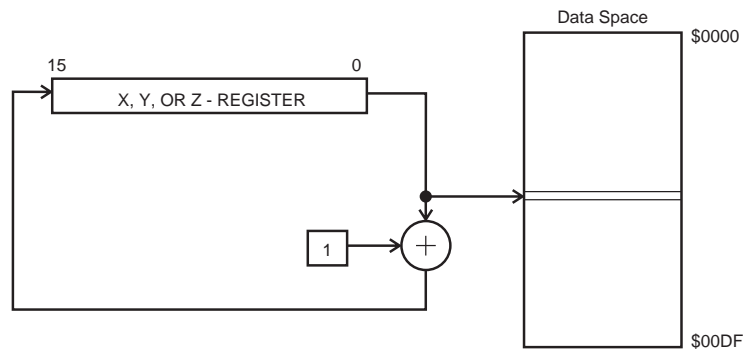 Data Space
$0000
15 0
X, Y, OR Z - REGISTER
1
+
$00DF